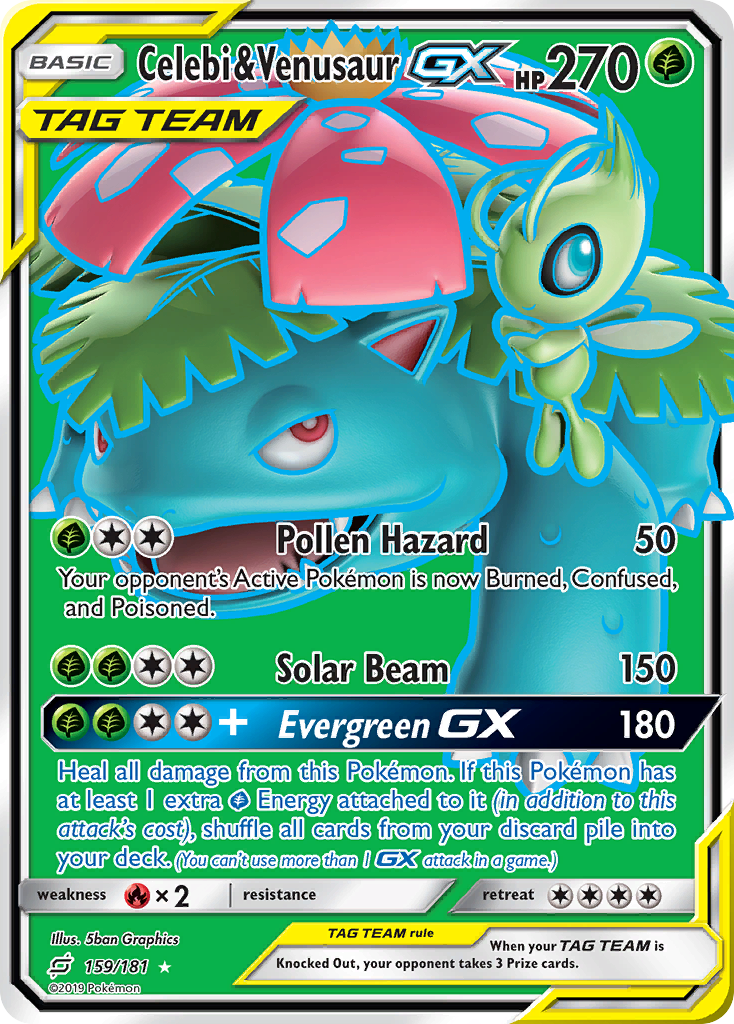 BASIC Celebi&Venusaur GX HP270
TAG TEAM
Pollen Hazard 50
Your opponent's Active Pokémon is now Burned, Confused,
and Poisoned.
Solar Beam 150
+ Evergreen GX 180
Heal all damage from this Pokémon. If this Pokémon has
at least 1 extra Energy attached to it (in addition to this
attack's cost), shuffle all cards from your discard pile into
your deck. (You can't use more than 1 GX attack in a game.)
weakness ×2 resistance retreat
Illus. 5ban Graphics
159/181
©2019 Pokémon
TAG TEAM rule
When your TAG TEAM is
Knocked Out, your opponent takes 3 Prize cards.